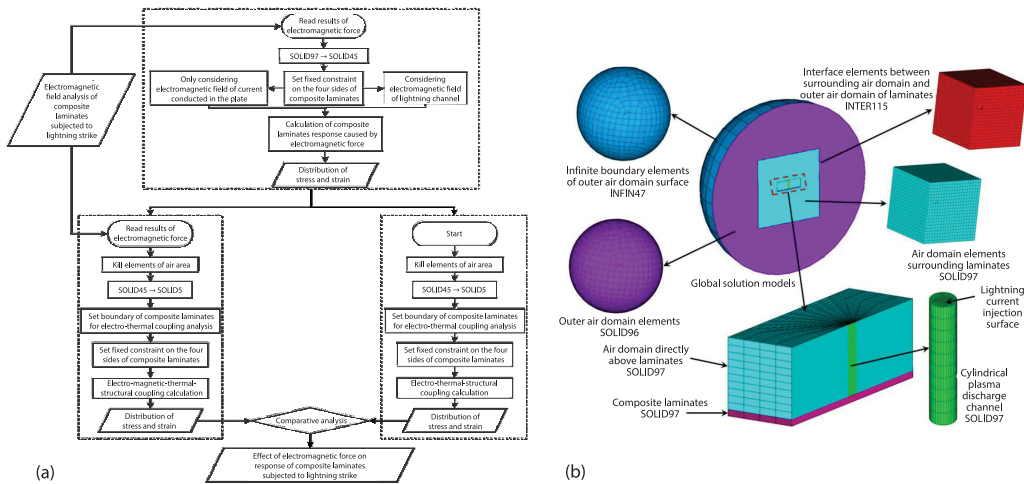 Read results of
electromagnetic force
SOLID97 → SOLID45
Electromagnetic
field analysis of
composite
laminates
subjected to
lightning strike
Only considering
electromagnetic field of current
conducted in the plate
Set fixed constraint
on the four sides of
composite laminates
Considering
electromagnetic field
of lightning channel
Calculation of composite
laminates response caused by
electromagnetic force
Distribution of
stress and strain
Read results of
electromagnetic force
Kill elements of air area
SOLID45 → SOLID5
Set boundary of composite laminates
for electro-thermal coupling analysis
Set fixed constraint on the four
sides of composite laminates
Electro-magnetic-thermal-
structural coupling calculation
Distribution of
stress and strain
Start
Kill elements of air area
SOLID45 → SOLID5
Set boundary of composite laminates
for electro-thermal coupling analysis
Set fixed constraint on the four
sides of composite laminates
Electro-thermal-structural
coupling calculation
Distribution of
stress and strain
Comparative analysis
Effect of electromagnetic force on
response of composite laminates
subjected to lightning strike
(a)
Infinite boundary elements
of outer air domain surface
INFIN47
Interface elements between
surrounding air domain and
outer air domain of laminates
INTER115
Air domain elements
surrounding laminates
SOLID97
Global solution models
Outer air domain elements
SOLID96
Air domain directly
above laminates
SOLID97
Composite laminates
SOLID97
Lightning
current
injection
surface
Cylindrical
plasma
discharge
channel
SOLID97
(b)